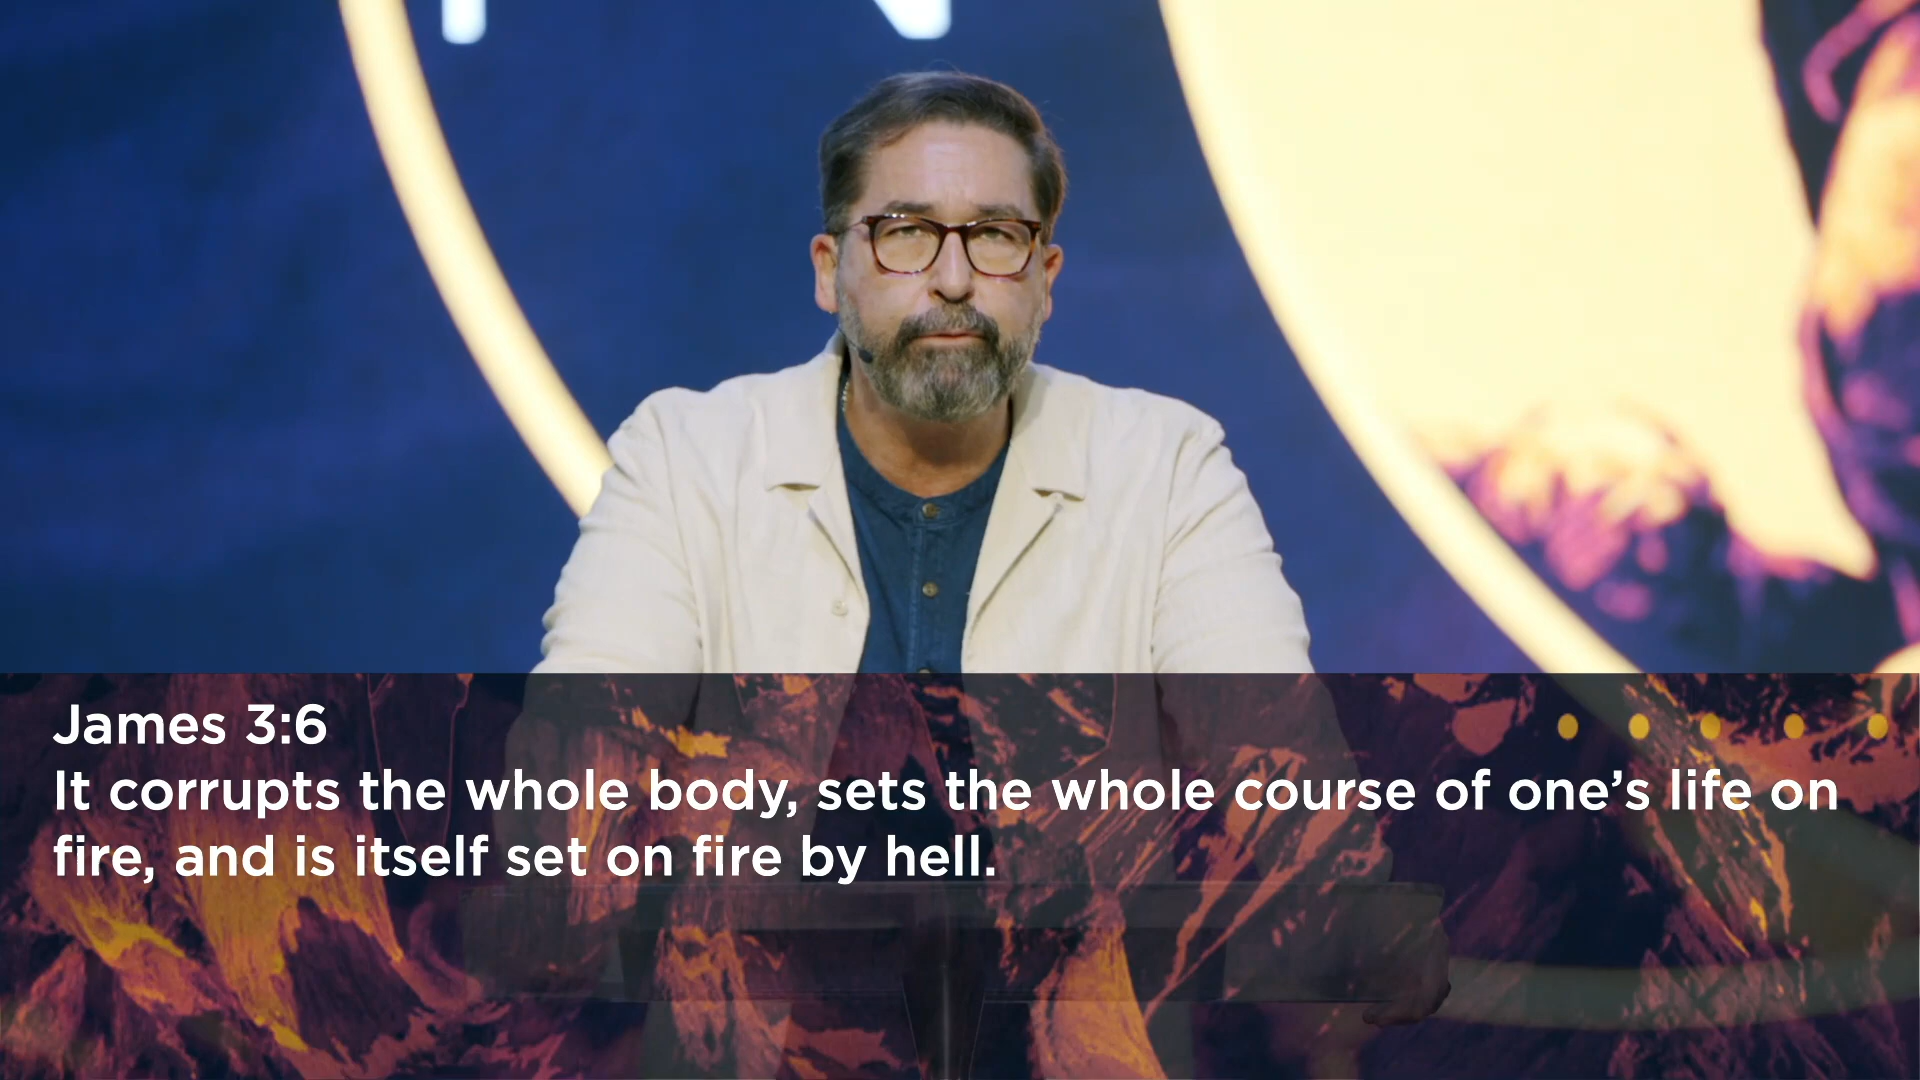 James 3:6
It corrupts the whole body, sets the whole course of one’s life on
fire, and is itself set on fire by hell.